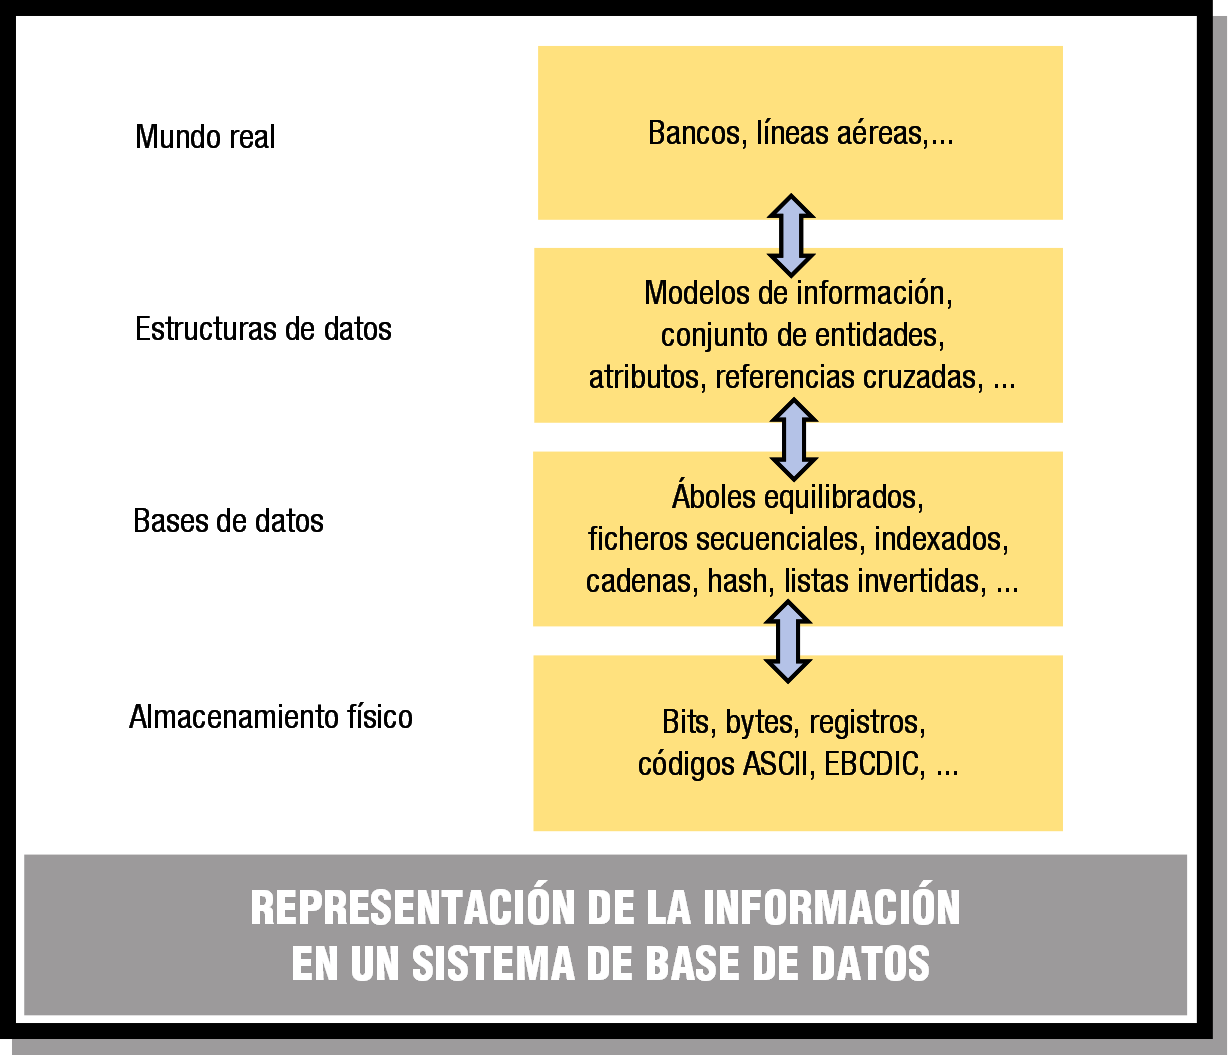 Mundo real
Bancos, líneas aéreas,...
Estructuras de datos
Modelos de información,
conjunto de entidades,
atributos, referencias cruzadas, ...
Bases de datos
Áboles equilibrados,
ficheros secuenciales, indexados,
cadenas, hash, listas invertidas, ...
Almacenamiento físico
Bits, bytes, registros,
códigos ASCII, EBCDIC, ...
REPRESENTACIÓN DE LA INFORMACIÓN
EN UN SISTEMA DE BASE DE DATOS